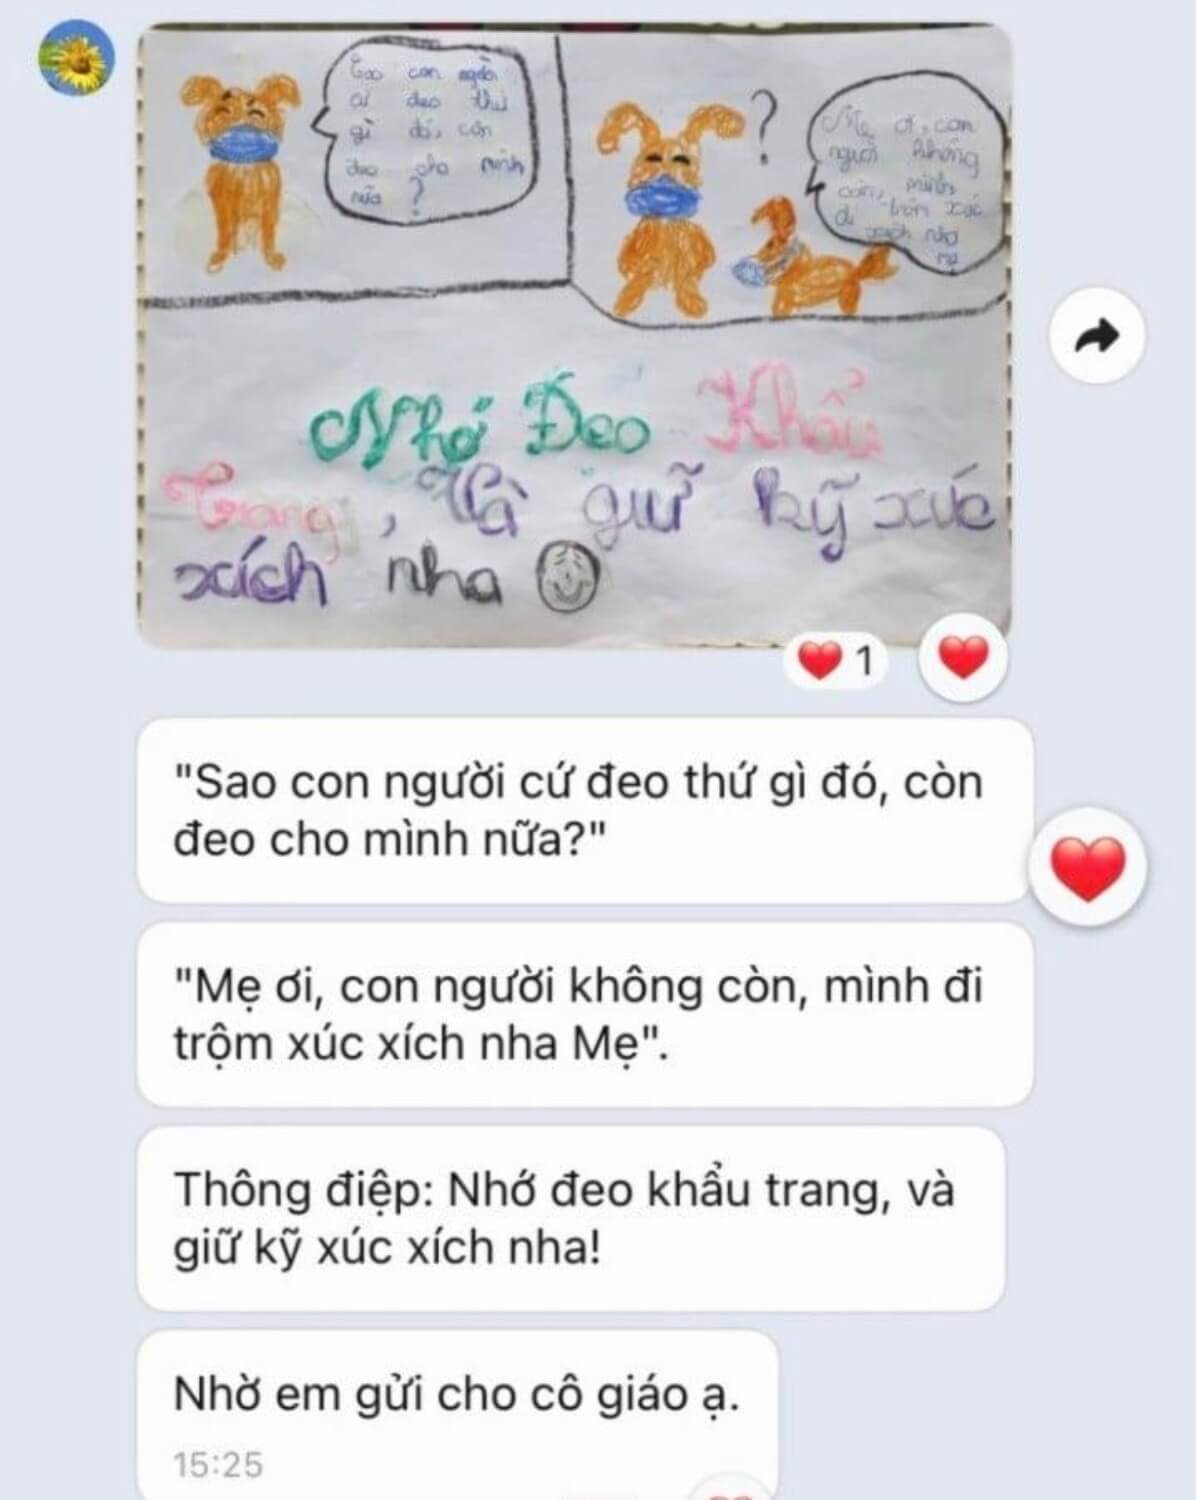 Sao con người
cứ đeo thứ
gì đó, còn
đeo cho mình
nữa ?
?
Mẹ ơi, con
người không
còn, mình
đi trộm xúc
xích nha
mẹ
Nhớ Đeo Khẩu
Trang, Và giữ kỹ xúc
xích nha
1
"Sao con người cứ đeo thứ gì đó, còn
đeo cho mình nữa?"
"Mẹ ơi, con người không còn, mình đi
trộm xúc xích nha Mẹ".
Thông điệp: Nhớ đeo khẩu trang, và
giữ kỹ xúc xích nha!
Nhờ em gửi cho cô giáo ạ.
15:25